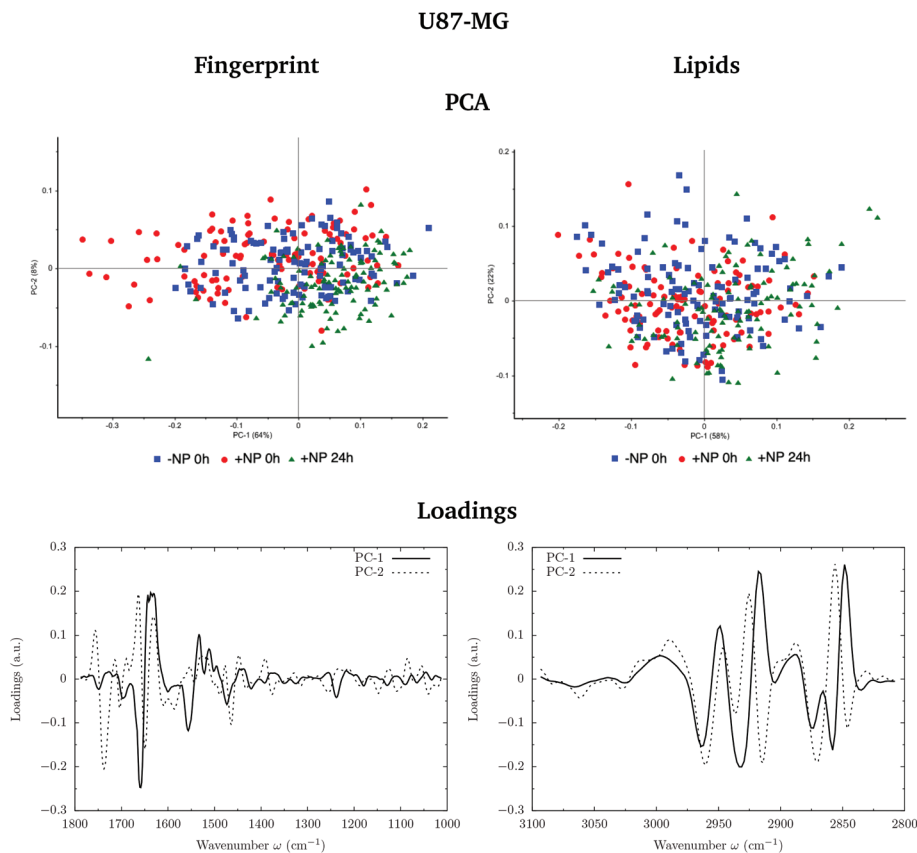 U87-MG
Fingerprint
Lipids
PCA
0.1
0
-0.1
PC-2 (8%)
-0.3
-0.2
-0.1
0
0.1
0.2
PC-1 (64%)
-NP 0h
+NP 0h
+NP 24h
0.2
0.1
0
-0.1
PC-2 (22%)
-0.2
-0.1
0
0.1
0.2
PC-1 (58%)
-NP 0h
+NP 0h
+NP 24h
Loadings
0.3
0.2
0.1
0
−0.1
−0.2
−0.3
Loadings (a.u.)
PC-1
PC-2
1800 1700 1600 1500 1400 1300 1200 1100 1000
Wavenumber ω (cm⁻¹)
0.3
0.2
0.1
0
−0.1
−0.2
−0.3
Loadings (a.u.)
PC-1
PC-2
3100 3050 3000 2950 2900 2850 2800
Wavenumber ω (cm⁻¹)